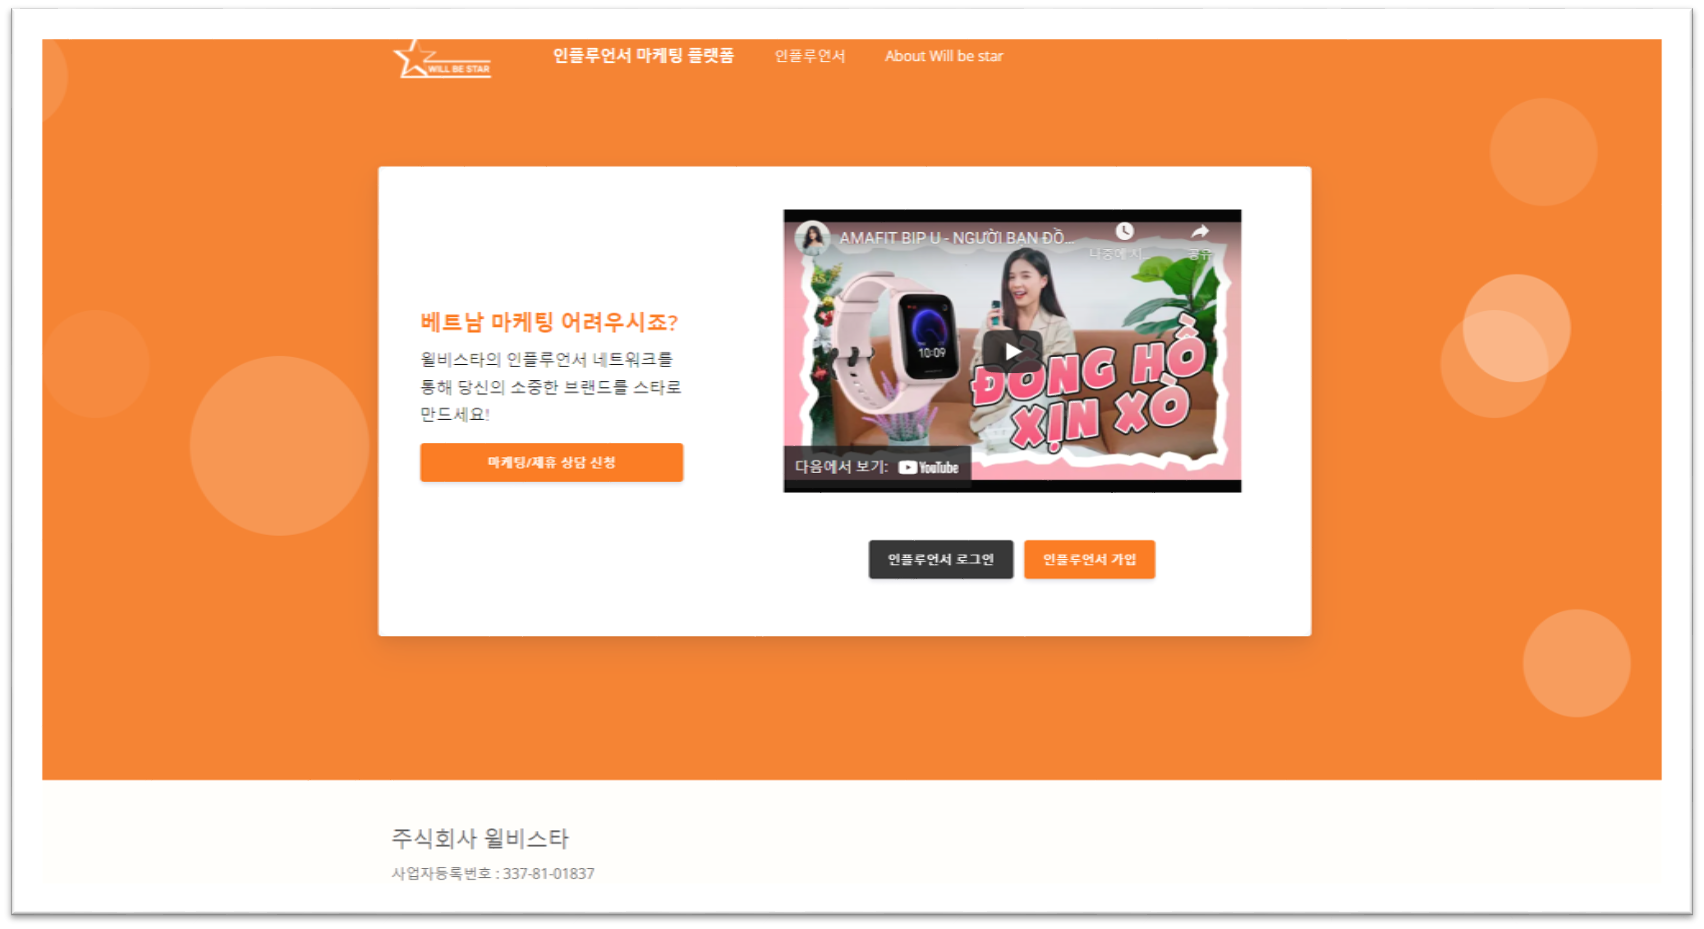 WILL BE STAR
인플루언서 마케팅 플랫폼
인플루언서
About Will be star
베트남 마케팅 어려우시죠?
윌비스타의 인플루언서 네트워크를
통해 당신의 소중한 브랜드를 스타로
만드세요!
마케팅/제휴 상담 신청
AMAFIT BIP U - NGƯỜI BẠN ĐỒ...
나중에 시...
공유
10:09
ĐỒNG HỒ
XỊN XÒ
다음에서 보기: YouTube
인플루언서 로그인
인플루언서 가입
주식회사 윌비스타
사업자등록번호 : 337-81-01837